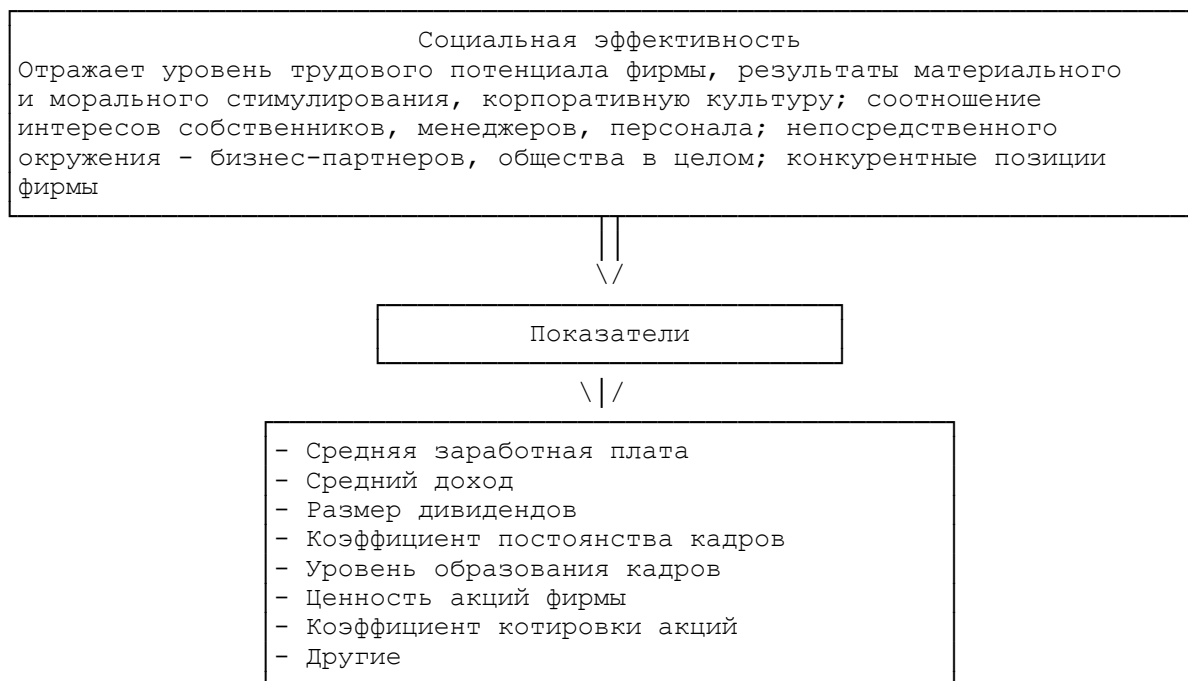 Социальная эффективность
Отражает уровень трудового потенциала фирмы, результаты материального
и морального стимулирования, корпоративную культуру; соотношение
интересов собственников, менеджеров, персонала; непосредственного
окружения - бизнес-партнеров, общества в целом; конкурентные позиции
фирмы
Показатели
- Средняя заработная плата
- Средний доход
- Размер дивидендов
- Коэффициент постоянства кадров
- Уровень образования кадров
- Ценность акций фирмы
- Коэффициент котировки акций
- Другие